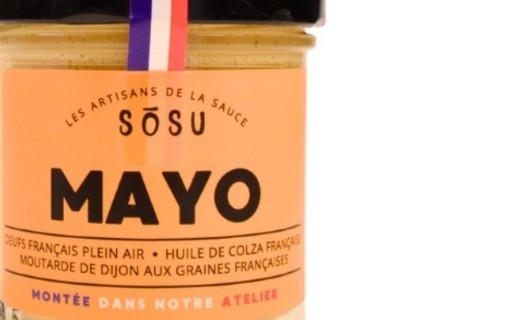 LES ARTISANS DE LA SAUCE
SŌSU
MAYO
OEUFS FRANÇAIS PLEIN AIR • HUILE DE COLZA FRANÇAISE
MOUTARDE DE DIJON AUX GRAINES FRANÇAISES
MONTÉE DANS NOTRE ATELIER